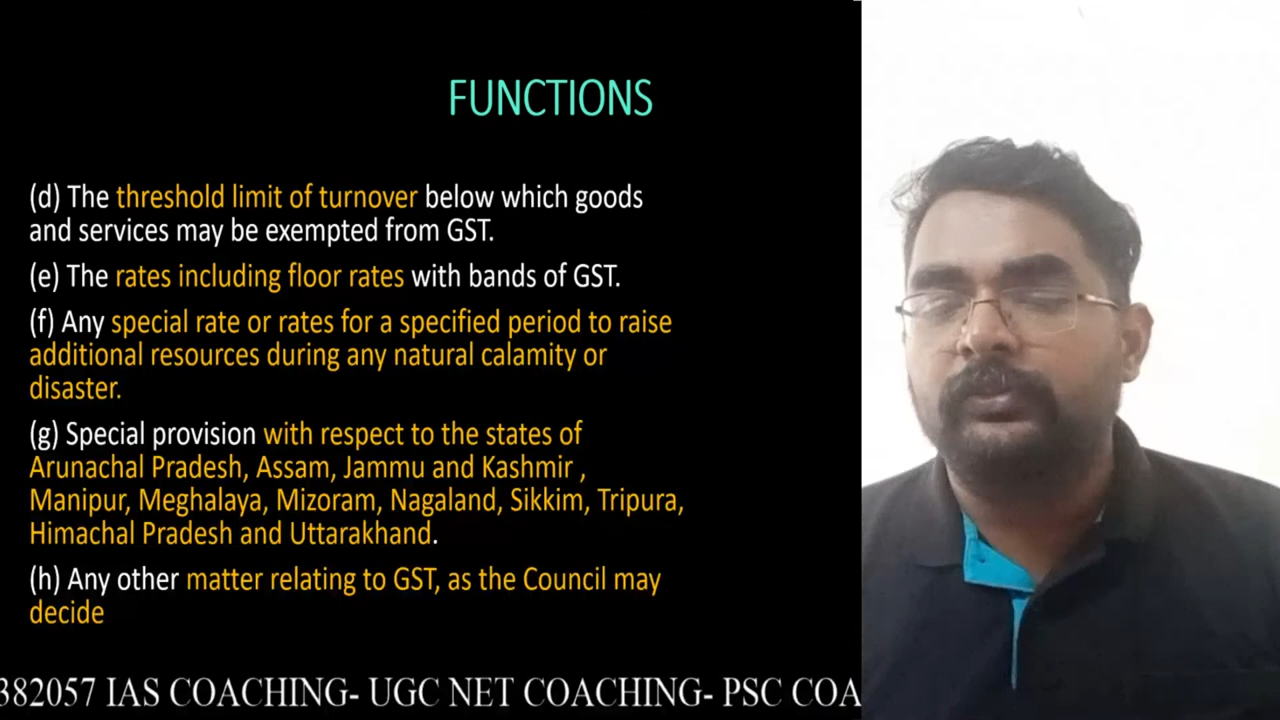 FUNCTIONS
(d) The threshold limit of turnover below which goods
and services may be exempted from GST.
(e) The rates including floor rates with bands of GST.
(f) Any special rate or rates for a specified period to raise
additional resources during any natural calamity or
disaster.
(g) Special provision with respect to the states of
Arunachal Pradesh, Assam, Jammu and Kashmir ,
Manipur, Meghalaya, Mizoram, Nagaland, Sikkim, Tripura,
Himachal Pradesh and Uttarakhand.
(h) Any other matter relating to GST, as the Council may
decide
382057 IAS COACHING- UGC NET COACHING- PSC COA